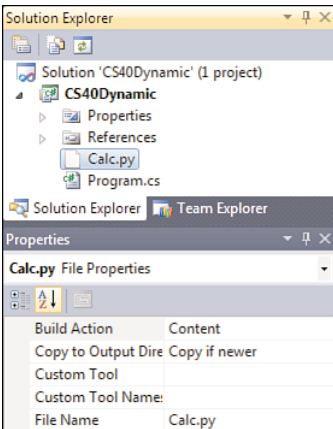 Solution Explorer
Solution 'CS40Dynamic' (1 project)
CS40Dynamic
Properties
References
Calc.py
Program.cs
Solution Explorer Team Explorer
Properties
Calc.py File Properties
Build Action Content
Copy to Output Dire Copy if newer
Custom Tool
Custom Tool Name
File Name Calc.py